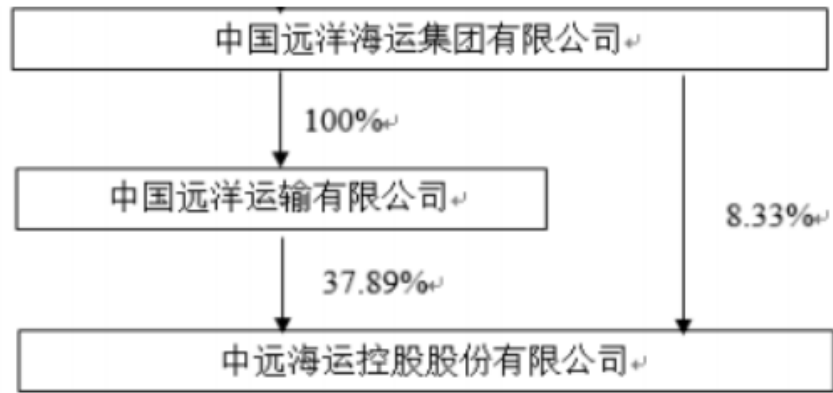 中国远洋海运集团有限公司
100%
中国远洋运输有限公司
8.33%
37.89%
中远海运控股股份有限公司